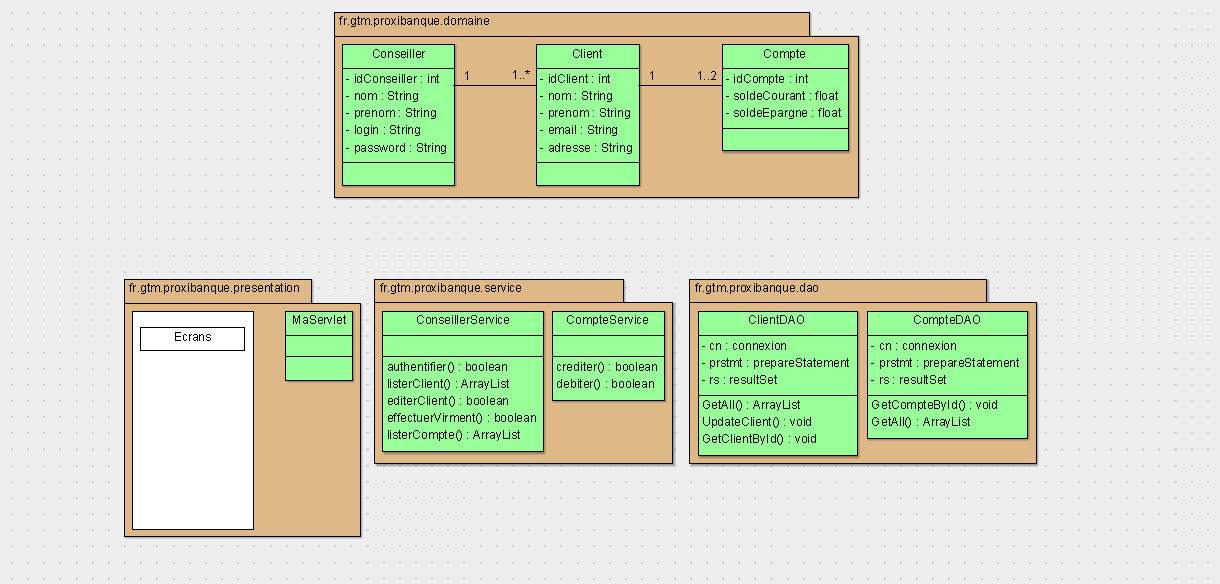 fr.gtm.proxibanque.domaine
Conseiller
- idConseiller : int
- nom : String
- prenom : String
- login : String
- password : String
1
1..*
Client
- idClient : int
- nom : String
- prenom : String
- email : String
- adresse : String
1
1..2
Compte
- idCompte : int
- soldeCourant : float
- soldeEpargne : float
fr.gtm.proxibanque.presentation
Ecrans
MaServlet
fr.gtm.proxibanque.service
ConseillerService
authentifier() : boolean
listerClient() : ArrayList
editerClient() : boolean
effectuerVirment() : boolean
listerCompte() : ArrayList
CompteService
crediter() : boolean
debiter() : boolean
fr.gtm.proxibanque.dao
ClientDAO
- cn : connexion
- prstmt : prepareStatement
- rs : resultSet
GetAll() : ArrayList
UpdateClient() : void
GetClientById() : void
CompteDAO
- cn : connexion
- prstmt : prepareStatement
- rs : resultSet
GetCompteById() : void
GetAll() : ArrayList